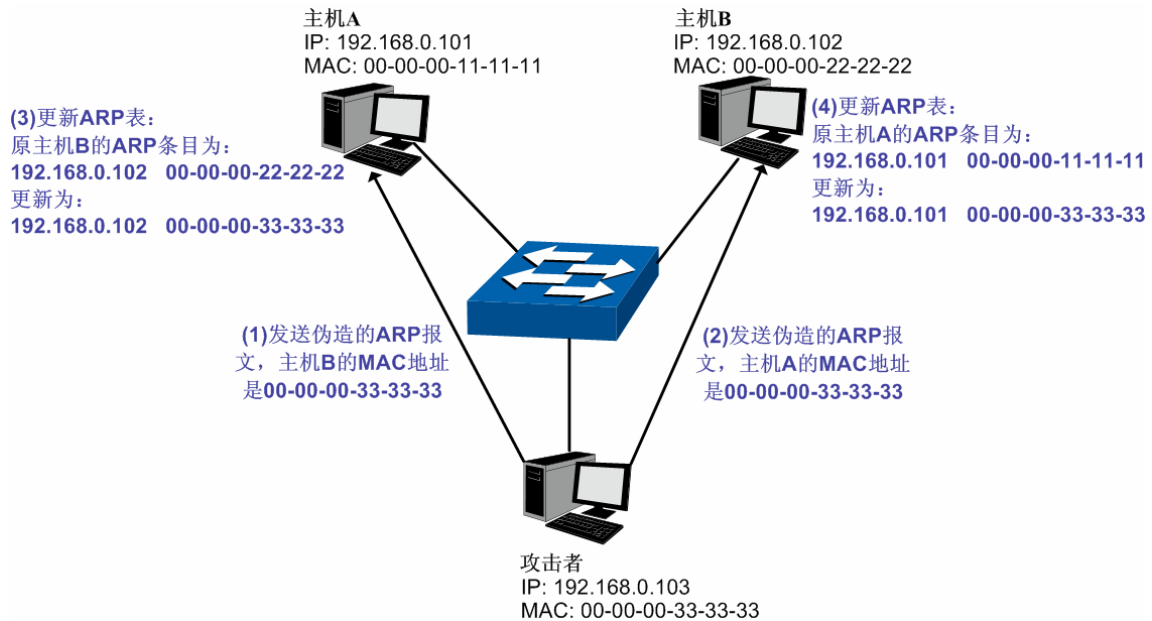 主机A
IP: 192.168.0.101
MAC: 00-00-00-11-11-11
主机B
IP: 192.168.0.102
MAC: 00-00-00-22-22-22
(3)更新ARP表：
原主机B的ARP条目为：
192.168.0.102 00-00-00-22-22-22
更新为：
192.168.0.102 00-00-00-33-33-33
(4)更新ARP表：
原主机A的ARP条目为：
192.168.0.101 00-00-00-11-11-11
更新为：
192.168.0.101 00-00-00-33-33-33
(1)发送伪造的ARP报
文，主机B的MAC地址
是00-00-00-33-33-33
(2)发送伪造的ARP报
文，主机A的MAC地址
是00-00-00-33-33-33
攻击者
IP: 192.168.0.103
MAC: 00-00-00-33-33-33